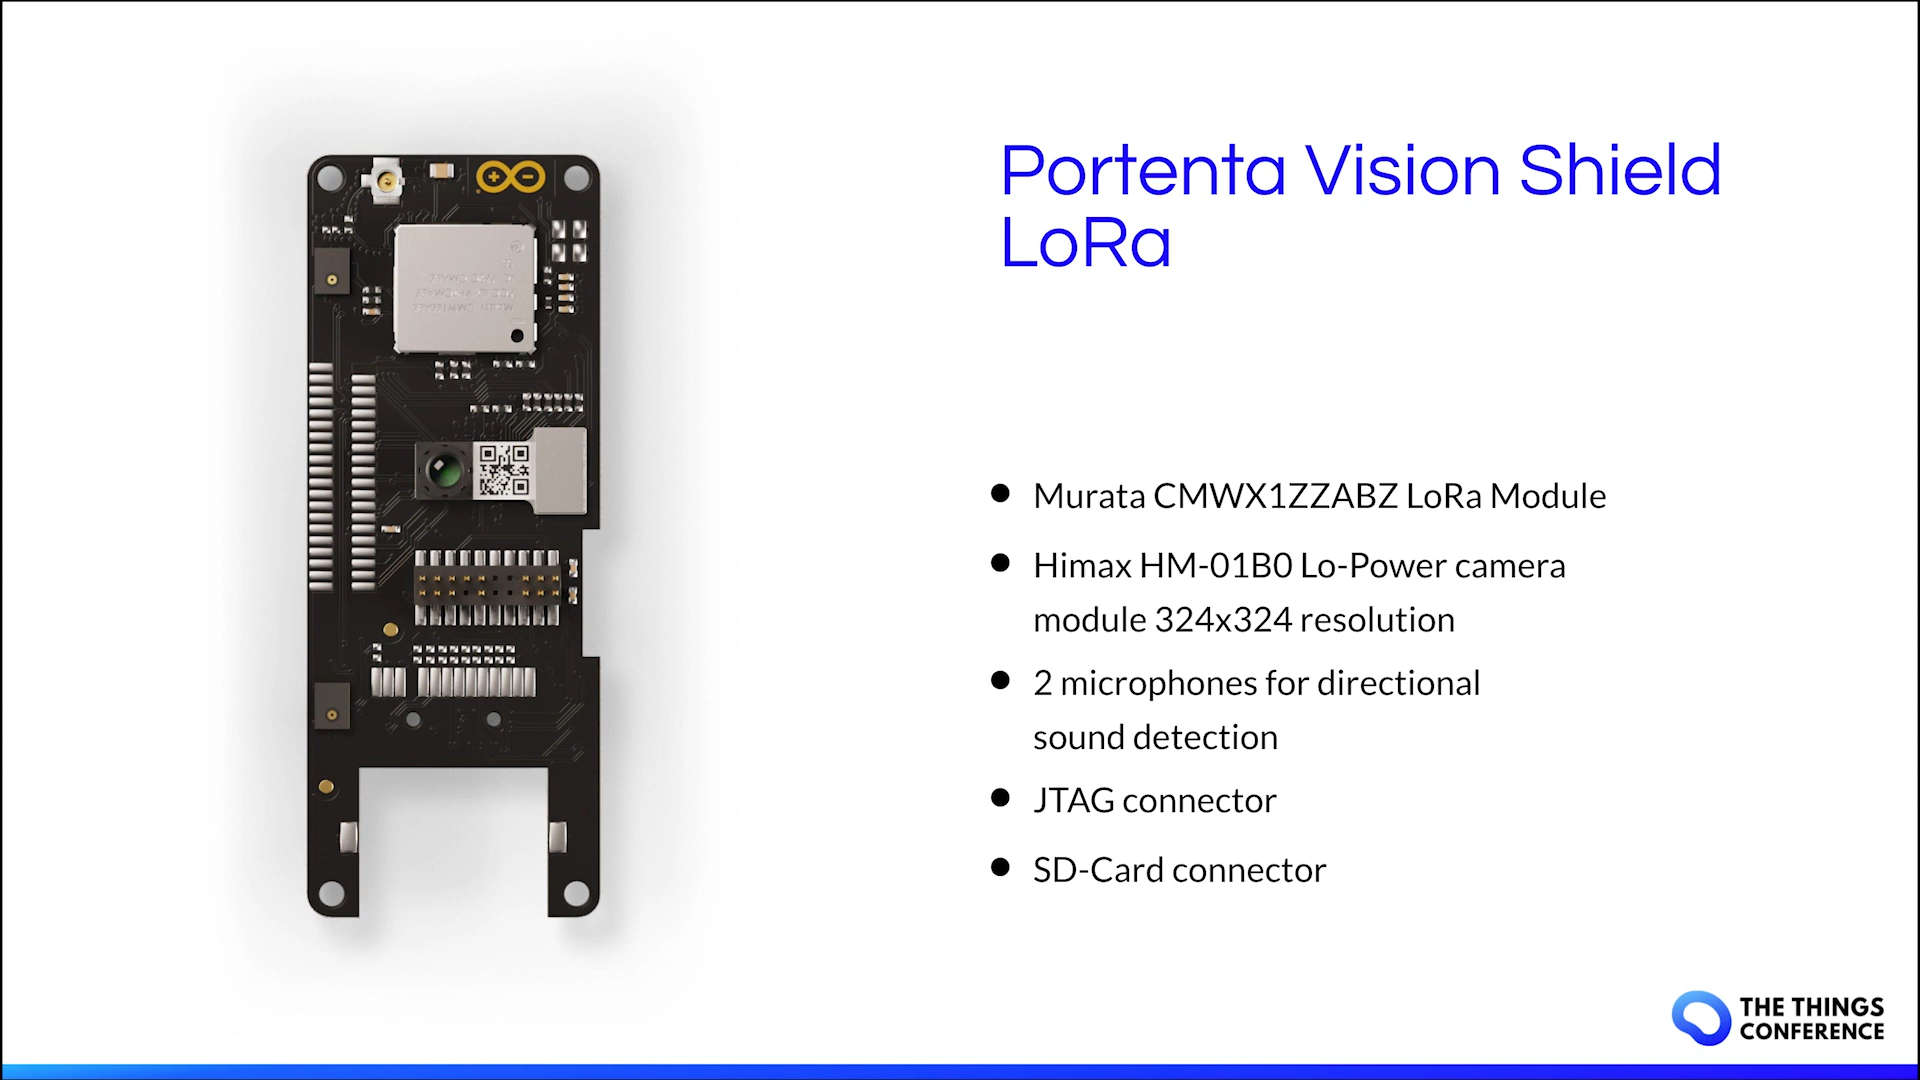 Portenta Vision Shield
LoRa
● Murata CMWX1ZZABZ LoRa Module
● Himax HM-01B0 Lo-Power camera
module 324x324 resolution
● 2 microphones for directional
sound detection
● JTAG connector
● SD-Card connector
THE THINGS
CONFERENCE